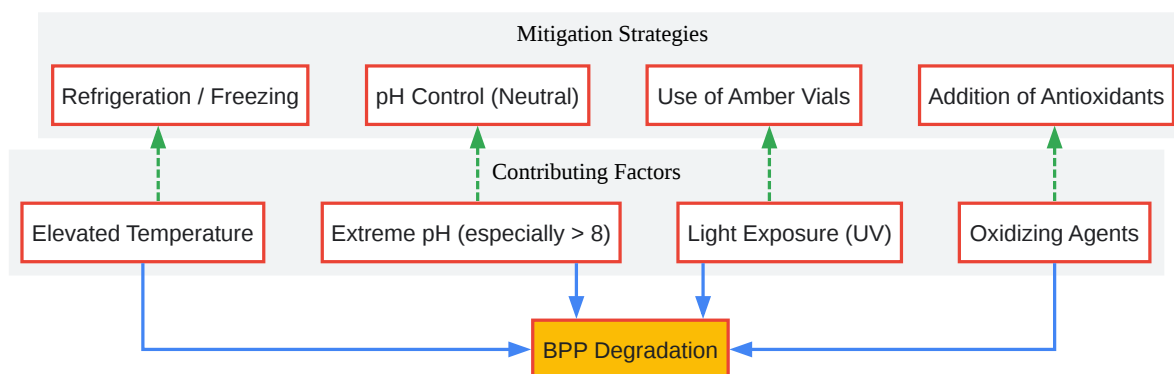 Mitigation Strategies
Refrigeration / Freezing
pH Control (Neutral)
Use of Amber Vials
Addition of Antioxidants
Contributing Factors
Elevated Temperature
Extreme pH (especially > 8)
Light Exposure (UV)
Oxidizing Agents
BPP Degradation